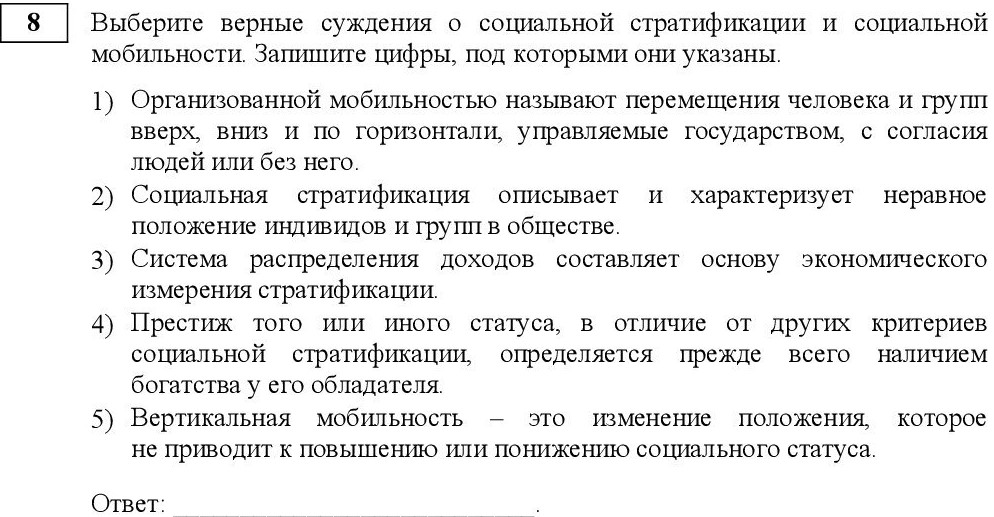 8 Выберите верные суждения о социальной стратификации и социальной
мобильности. Запишите цифры, под которыми они указаны.
1) Организованной мобильностью называют перемещения человека и групп
вверх, вниз и по горизонтали, управляемые государством, с согласия
людей или без него.
2) Социальная стратификация описывает и характеризует неравное
положение индивидов и групп в обществе.
3) Система распределения доходов составляет основу экономического
измерения стратификации.
4) Престиж того или иного статуса, в отличие от других критериев
социальной стратификации, определяется прежде всего наличием
богатства у его обладателя.
5) Вертикальная мобильность – это изменение положения, которое
не приводит к повышению или понижению социального статуса.
Ответ: ___________________________.